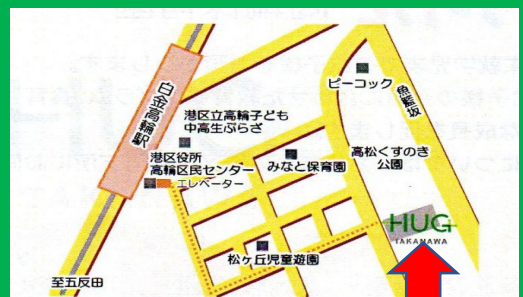 白金高輪駅
ピーコック
魚籃坂
港区立高輪子ども
中高生ぷらざ
港区役所
高輪区民センター
エレベーター
みなと保育園
高松くすのき
公園
HUG
TAKANAWA
松ヶ丘児童遊園
至五反田